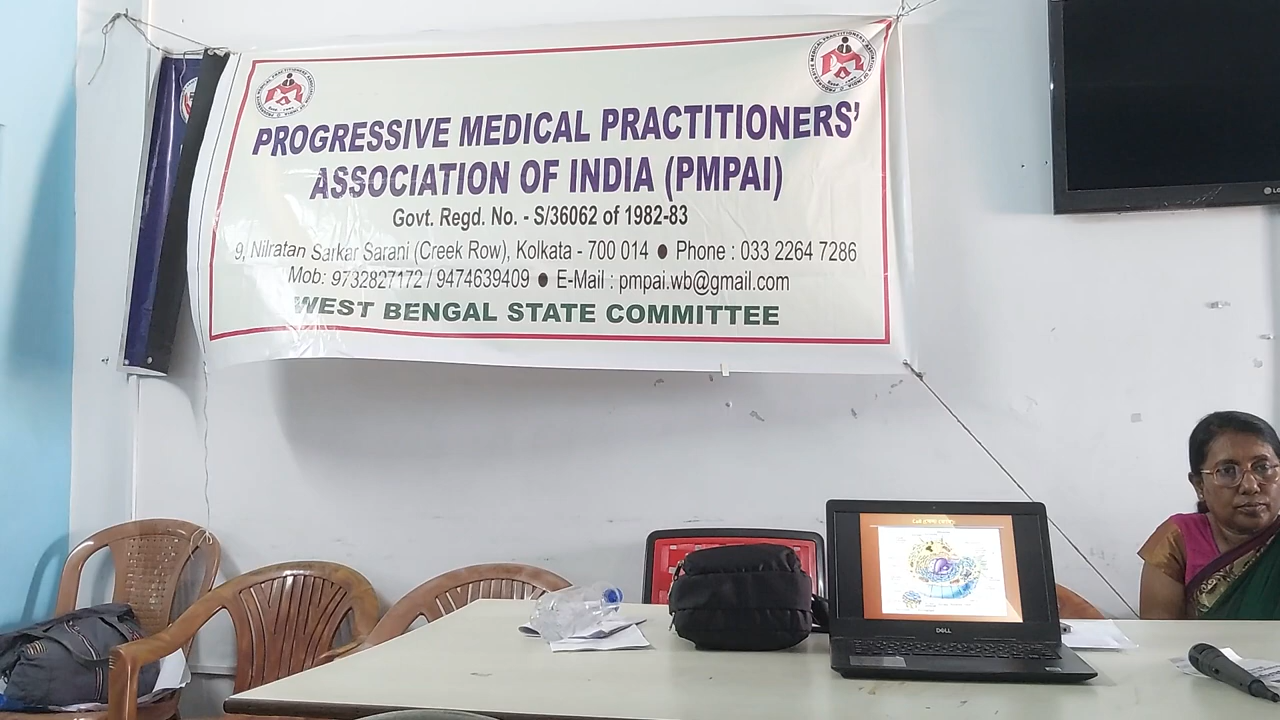 PROGRESSIVE MEDICAL PRACTITIONERS'
ASSOCIATION OF INDIA (PMPAI)
Govt. Regd. No. - S/36062 of 1982-83
9, Nilratan Sarkar Sarani (Creek Row), Kolkata - 700 014 ● Phone : 033 2264 7286
Mob: 9732827172 / 9474639409 ● E-Mail : pmpai.wb@gmail.com
WEST BENGAL STATE COMMITTEE
LG
DELL